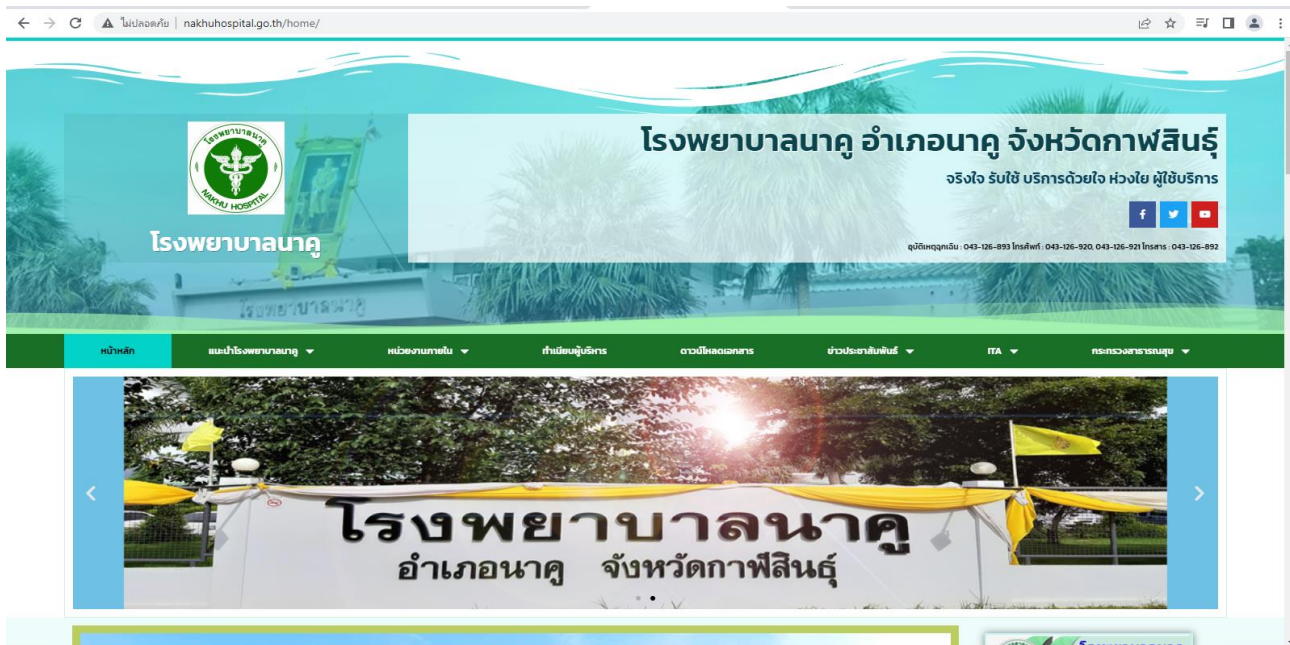 ไม่ปลอดภัย | nakhuhospital.go.th/home/
โรงพยาบาลนาคู
NAKHU HOSPITAL
โรงพยาบาลนาคู
โรงพยาบาลนาคู อำเภอนาคู จังหวัดกาฬสินธุ์
จริงใจ รับใช้ บริการด้วยใจ ห่วงใย ผู้ใช้บริการ
อุบัติเหตุฉุกเฉิน : 043-126-893 โทรศัพท์ : 043-126-920, 043-126-921 โทรสาร : 043-126-892
โรงพยาบาลนาคู
หน้าหลัก
แนะนำโรงพยาบาลนาคู
หน่วยงานภายใน
ทำเนียบผู้บริหาร
ดาวน์โหลดเอกสาร
ข่าวประชาสัมพันธ์
ITA
กระทรวงสาธารณสุข
โรงพยาบาลนาคู
อำเภอนาคู จังหวัดกาฬสินธุ์